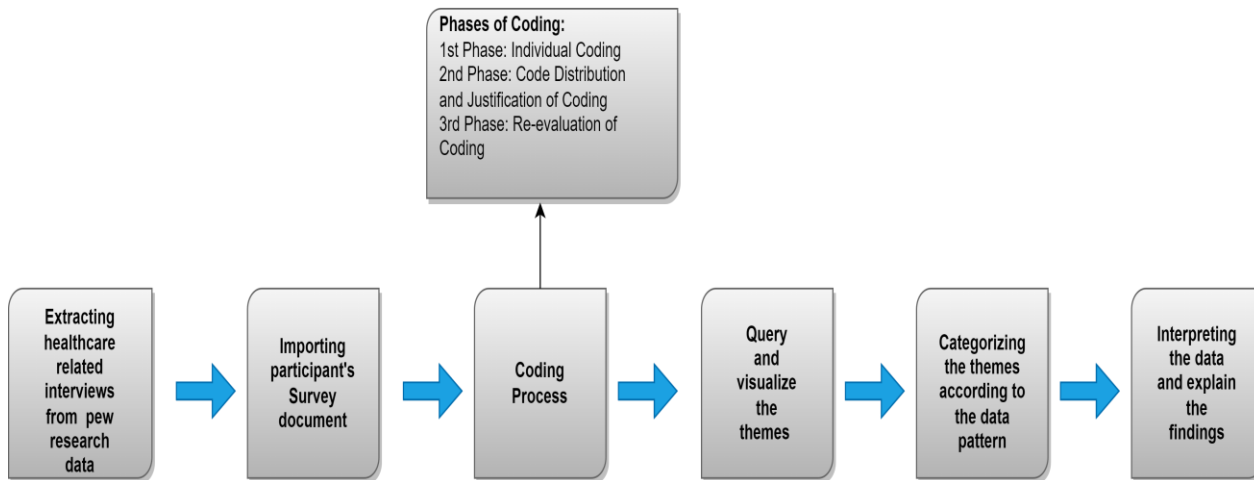 Phases of Coding:
1st Phase: Individual Coding
2nd Phase: Code Distribution
and Justification of Coding
3rd Phase: Re-evaluation of
Coding
Extracting
healthcare
related
interviews
from pew
research
data
Importing
participant's
Survey
document
Coding
Process
Query
and
visualize
the
themes
Categorizing
the themes
according to
the data
pattern
Interpreting
the data
and explain
the
findings